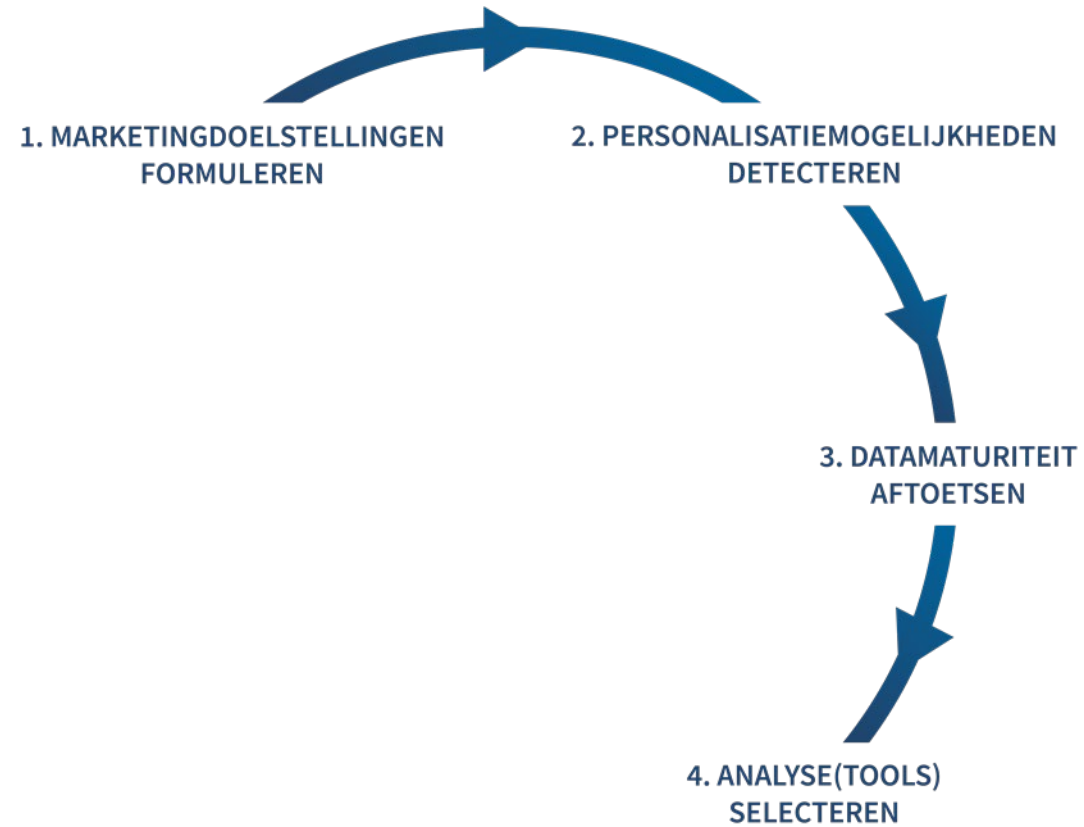 1. MARKETINGDOELSTELLINGEN
FORMULEREN
2. PERSONALISATIEMOGELIJKHEDEN
DETECTEREN
3. DATAMATURITEIT
AFTOETSEN
4. ANALYSE(TOOLS)
SELECTEREN